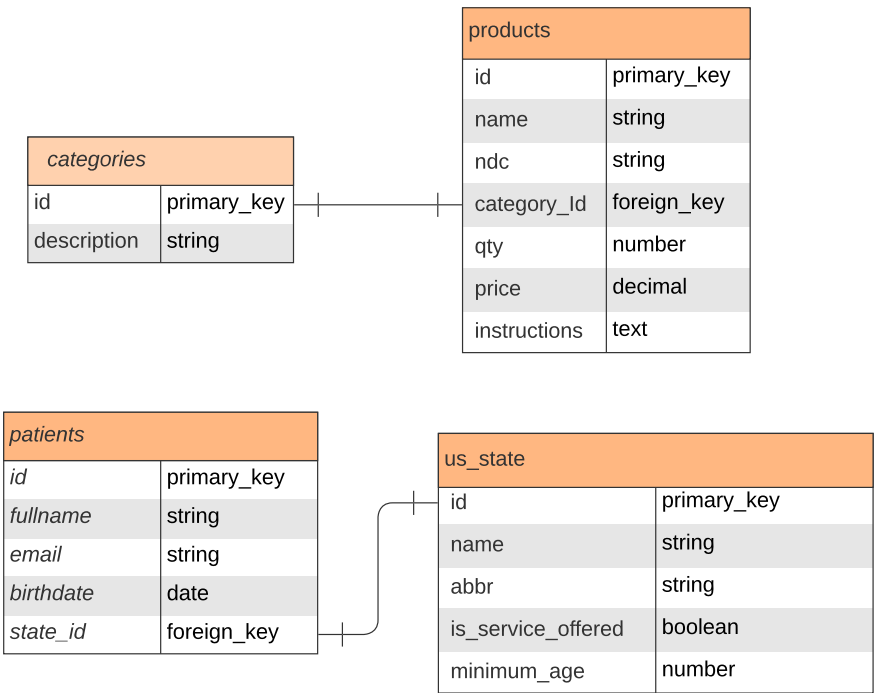 products
id primary_key
name string
ndc string
category_Id foreign_key
qty number
price decimal
instructions text
categories
id primary_key
description string
patients
id primary_key
fullname string
email string
birthdate date
state_id foreign_key
us_state
id primary_key
name string
abbr string
is_service_offered boolean
minimum_age number